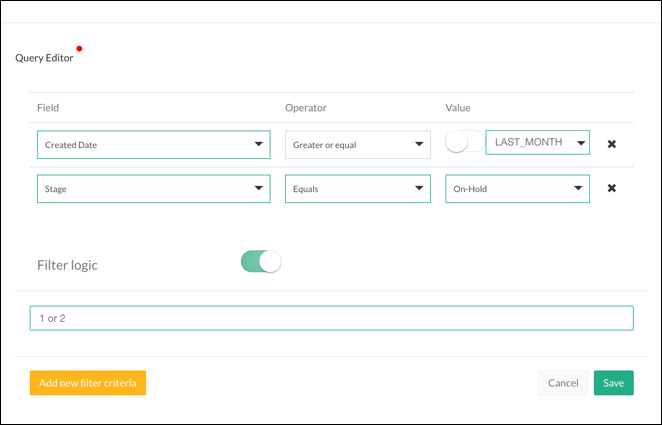 Query Editor
Field Operator Value
Created Date Greater or equal LAST_MONTH
Stage Equals On-Hold
Filter logic
1 or 2
Add new filter criteria Cancel Save